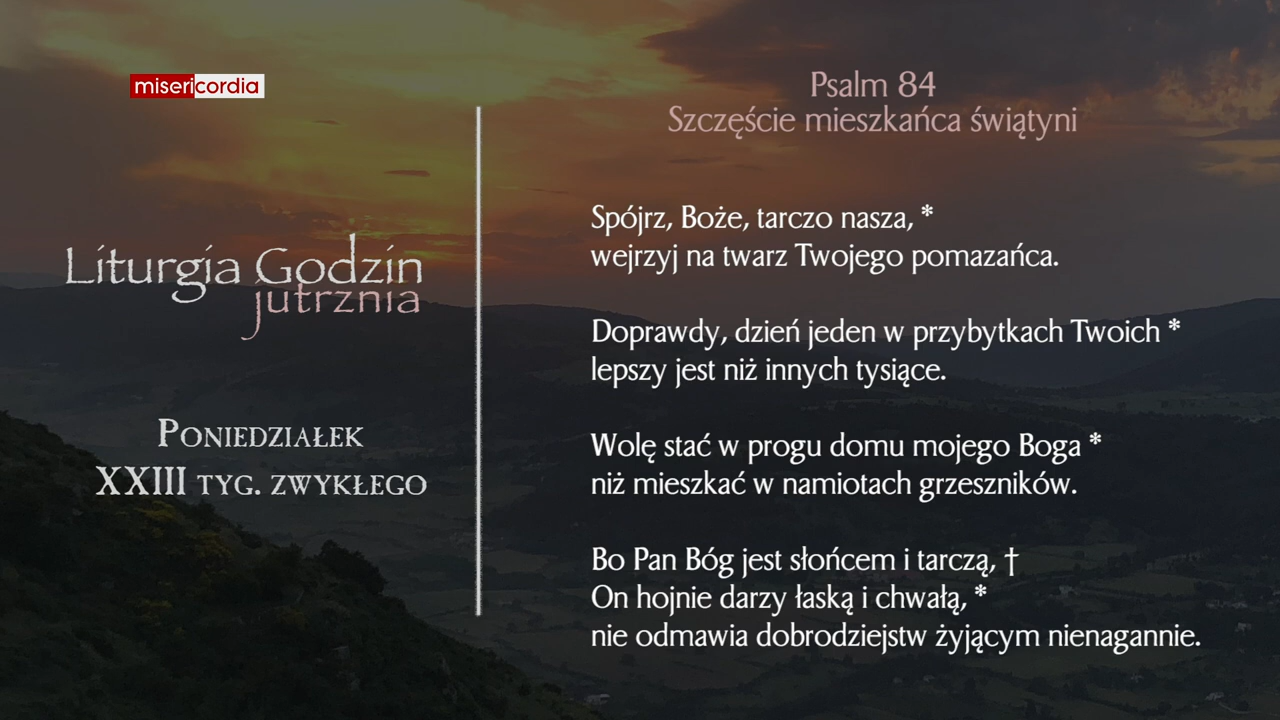 misericordia
Liturgia Godzin
jutrznia
Poniedziałek
XXIII tyg. zwykłego
Psalm 84
Szczęście mieszkańca świątyni
Spójrz, Boże, tarczo nasza, *
wejrzyj na twarz Twojego pomazańca.
Doprawdy, dzień jeden w przybytkach Twoich *
lepszy jest niż innych tysiące.
Wolę stać w progu domu mojego Boga *
niż mieszkać w namiotach grzeszników.
Bo Pan Bóg jest słońcem i tarczą, †
On hojnie darzy łaską i chwałą, *
nie odmawia dobrodziejstw żyjącym nienagannie.